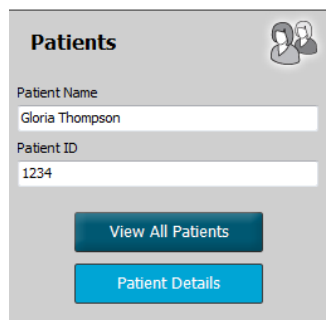 Patients
Patient Name
Gloria Thompson
Patient ID
1234
View All Patients
Patient Details